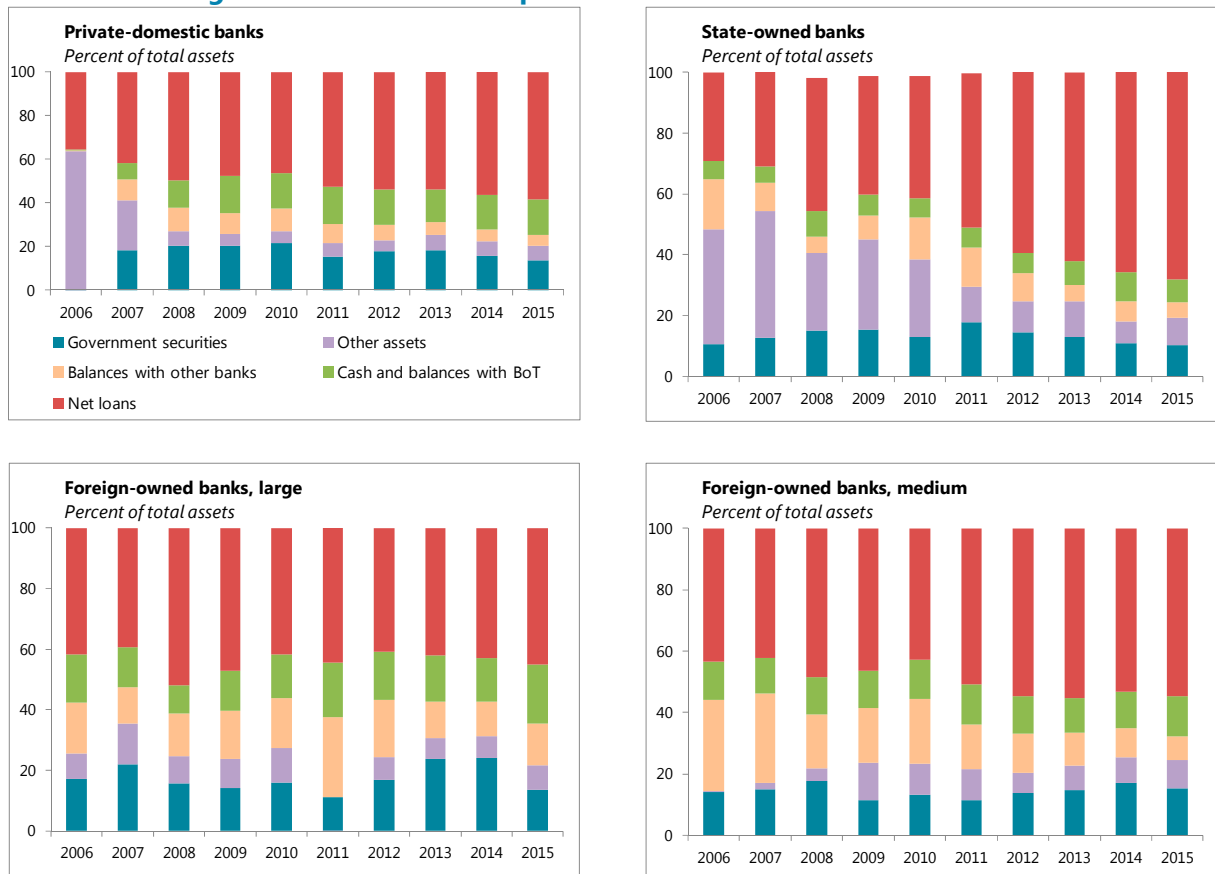 Private-domestic banks
Percent of total assets
100
80
60
40
20
0
2006 2007 2008 2009 2010 2011 2012 2013 2014 2015
Government securities Other assets
Balances with other banks Cash and balances with BoT
Net loans
State-owned banks
Percent of total assets
100
80
60
40
20
0
2006 2007 2008 2009 2010 2011 2012 2013 2014 2015
Foreign-owned banks, large
Percent of total assets
100
80
60
40
20
0
2006 2007 2008 2009 2010 2011 2012 2013 2014 2015
Foreign-owned banks, medium
Percent of total assets
100
80
60
40
20
0
2006 2007 2008 2009 2010 2011 2012 2013 2014 2015